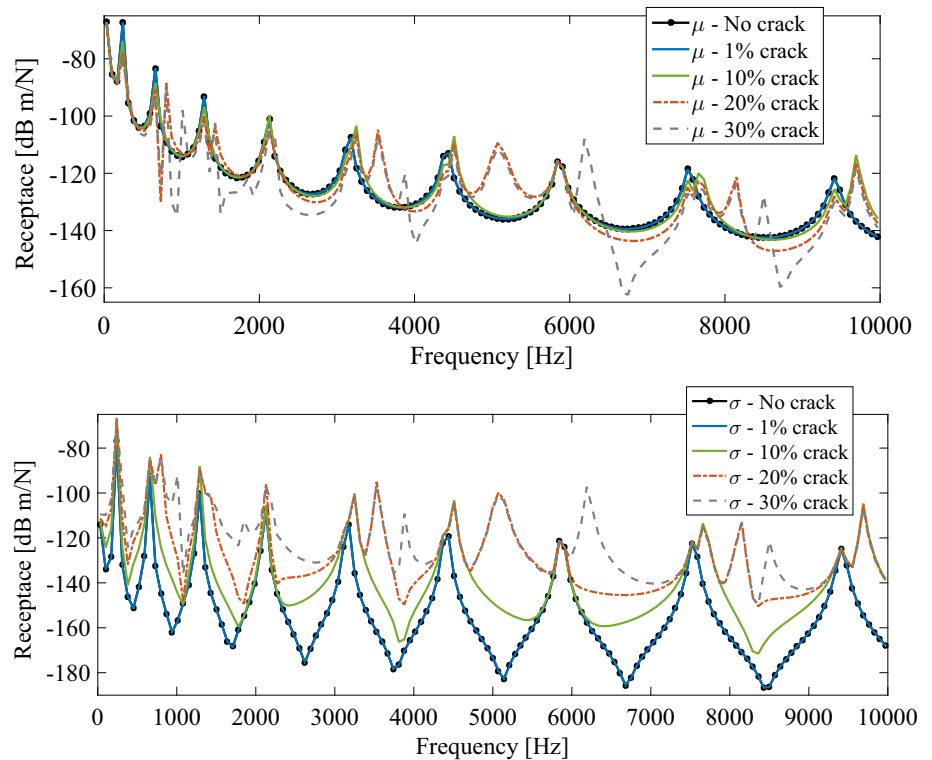 μ - No crack
μ - 1% crack
μ - 10% crack
μ - 20% crack
μ - 30% crack
Receptace [dB m/N]
-80
-100
-120
-140
-160
0 2000 4000 6000 8000 10000
Frequency [Hz]
σ - No crack
σ - 1% crack
σ - 10% crack
σ - 20% crack
σ - 30% crack
Receptace [dB m/N]
-80
-100
-120
-140
-160
-180
0 1000 2000 3000 4000 5000 6000 7000 8000 9000 10000
Frequency [Hz]